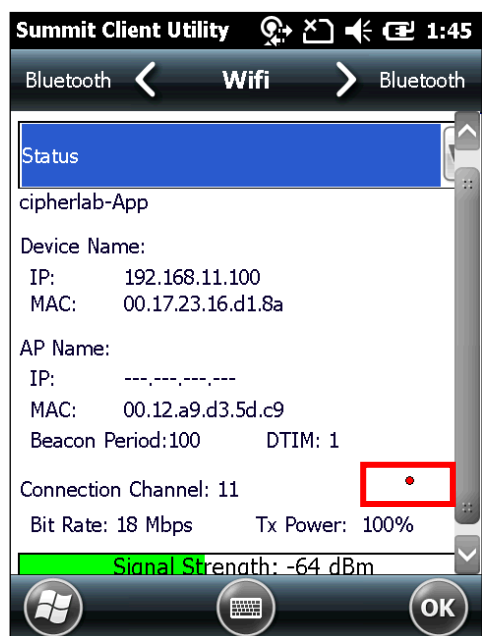 Summit Client Utility 1:45
Bluetooth Wifi Bluetooth
Status
cipherlab-App
Device Name:
IP: 192.168.11.100
MAC: 00.17.23.16.d1.8a
AP Name:
IP: ---.---.---.---
MAC: 00.12.a9.d3.5d.c9
Beacon Period:100 DTIM: 1
Connection Channel: 11
Bit Rate: 18 Mbps Tx Power: 100%
Signal Strength: -64 dBm
OK